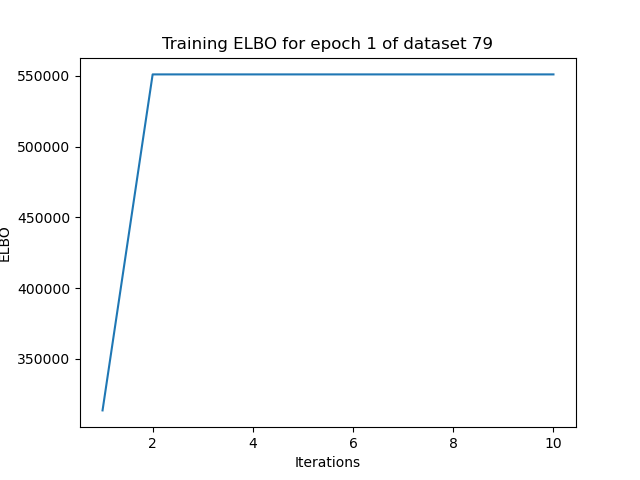 Training ELBO for epoch 1 of dataset 79
550000
500000
450000
400000
350000
ELBO
2 4 6 8 10
Iterations